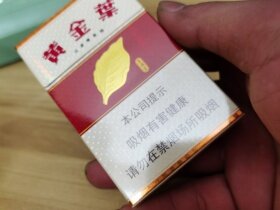 黄金葉
本公司提示
吸烟有害健康
请勿在禁烟场所吸烟